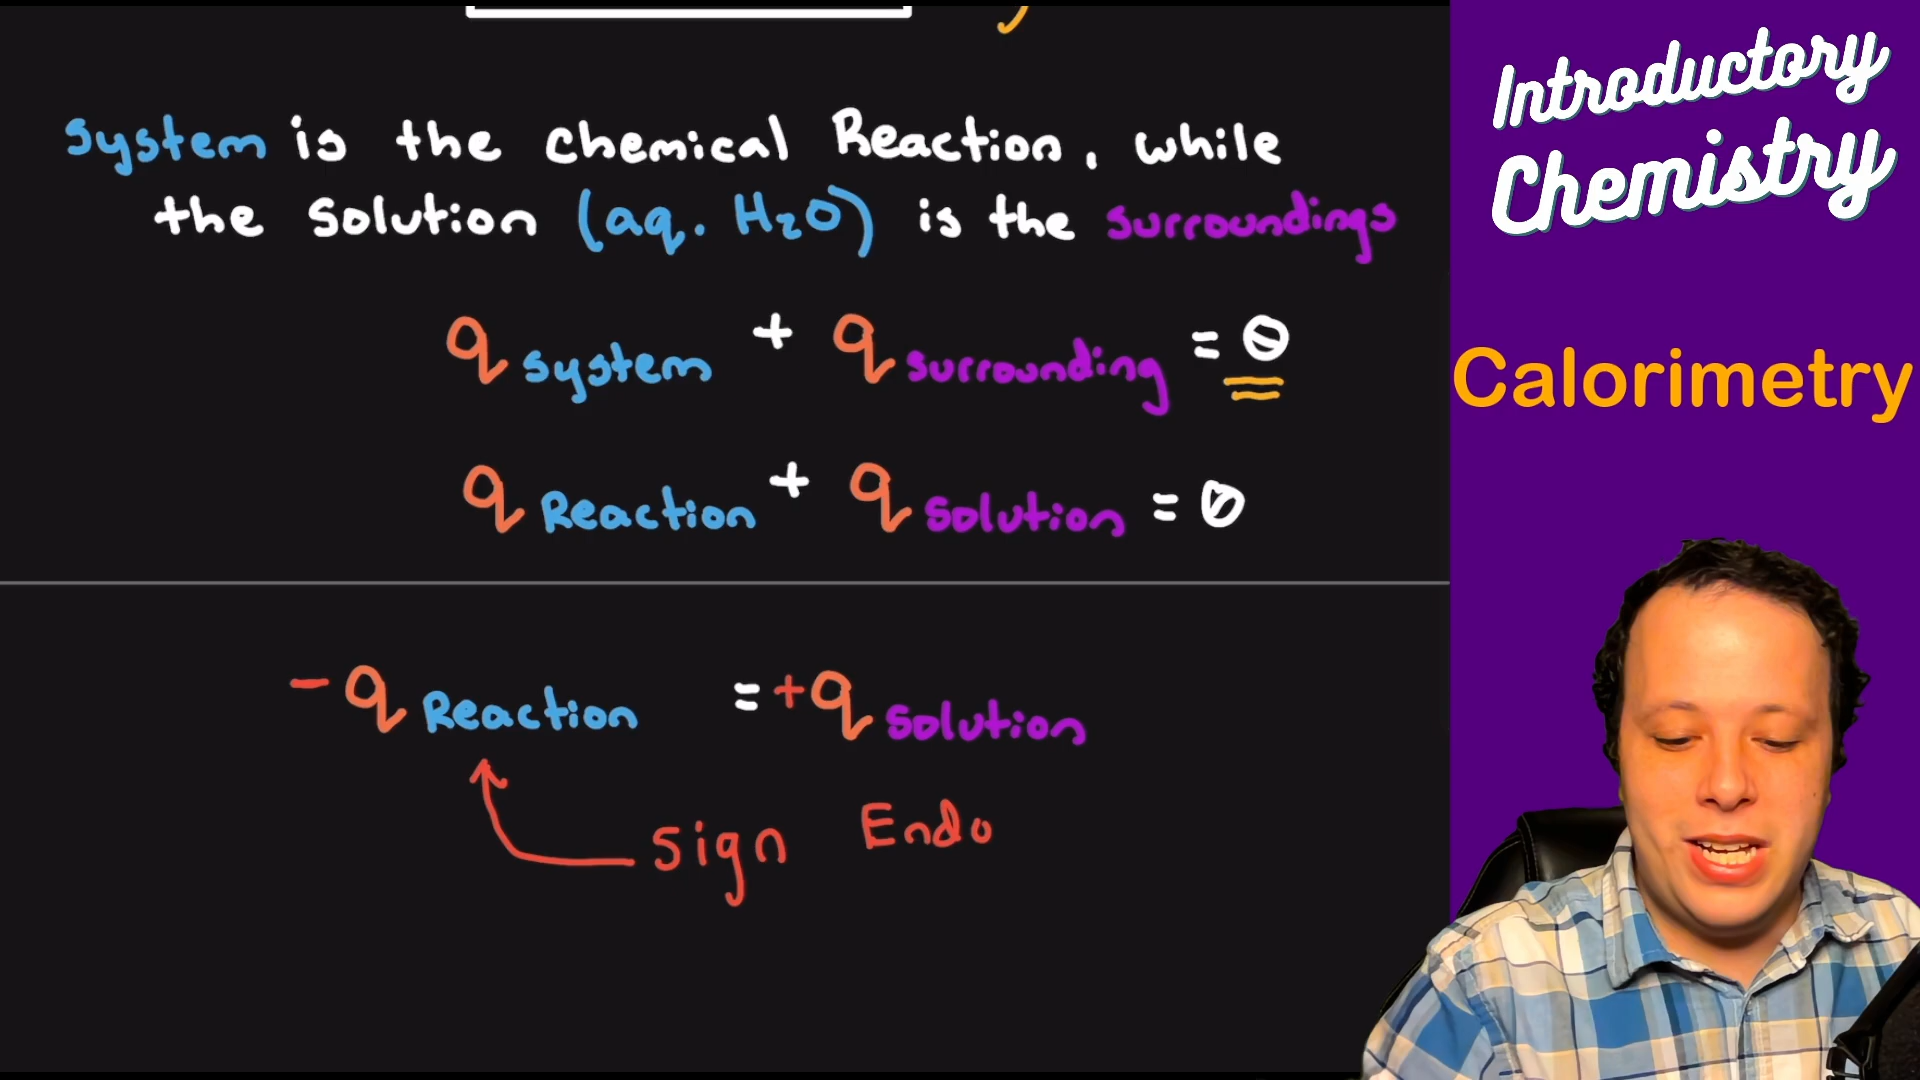 system is the chemical Reaction, while
the solution (aq. H₂O) is the surroundings
q system + q surrounding = 0
q Reaction + q solution = 0
- q Reaction = + q solution
sign Endo
Introductory
Chemistry
Calorimetry